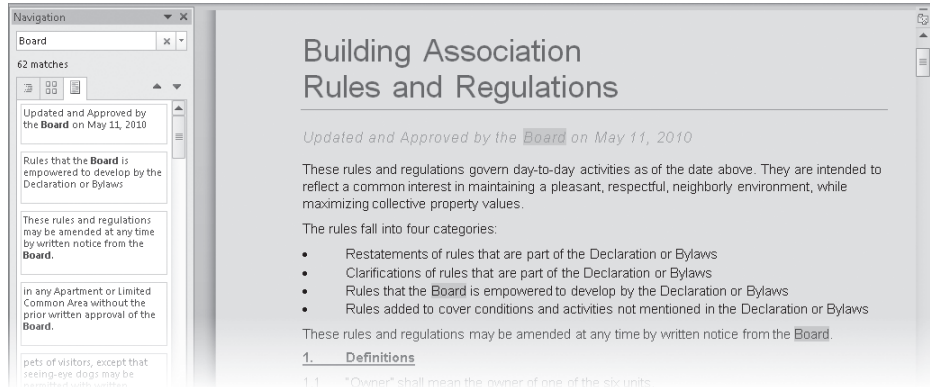 Navigation
Board
62 matches
Updated and Approved by
the Board on May 11, 2010
Rules that the Board is
empowered to develop by the
Declaration or Bylaws
These rules and regulations
may be amended at any time
by written notice from the
Board.
in any Apartment or Limited
Common Area without the
prior written approval of the
Board.
pets of visitors, except that
seeing-eye dogs may be
permitted with written
Building Association
Rules and Regulations
Updated and Approved by the Board on May 11, 2010
These rules and regulations govern day-to-day activities as of the date above. They are intended to
reflect a common interest in maintaining a pleasant, respectful, neighborly environment, while
maximizing collective property values.
The rules fall into four categories:
• Restatements of rules that are part of the Declaration or Bylaws
• Clarifications of rules that are part of the Declaration or Bylaws
• Rules that the Board is empowered to develop by the Declaration or Bylaws
• Rules added to cover conditions and activities not mentioned in the Declaration or Bylaws
These rules and regulations may be amended at any time by written notice from the Board.
1. Definitions
1.1 "Owner" shall mean the owner of one of the six units